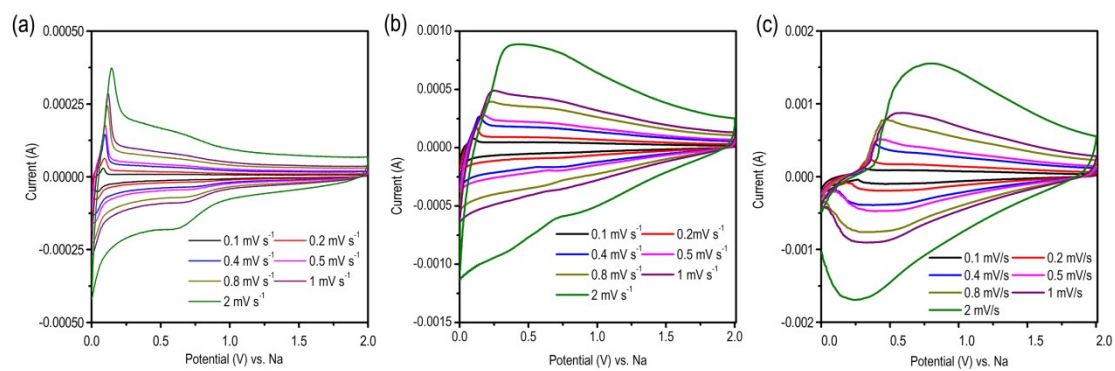 (a)
0.00050
0.00025
0.00000
-0.00025
-0.00050
Current (A)
0.1 mV s-1 0.2 mV s-1
0.4 mV s-1 0.5 mV s-1
0.8 mV s-1 1 mV s-1
2 mV s-1
0.0 0.5 1.0 1.5 2.0
Potential (V) vs. Na
(b)
0.0010
0.0005
0.0000
-0.0005
-0.0010
-0.0015
Current (A)
0.1 mV s-1 0.2mV s-1
0.4 mV s-1 0.5 mV s-1
0.8 mV s-1 1 mV s-1
2 mV s-1
0.0 0.5 1.0 1.5 2.0
Potential (V) vs. Na
(c)
0.002
0.001
0.000
-0.001
-0.002
Current (A)
0.1 mV/s 0.2 mV/s
0.4 mV/s 0.5 mV/s
0.8 mV/s 1 mV/s
2 mV/s
0.0 0.5 1.0 1.5 2.0
Potential (V) vs. Na